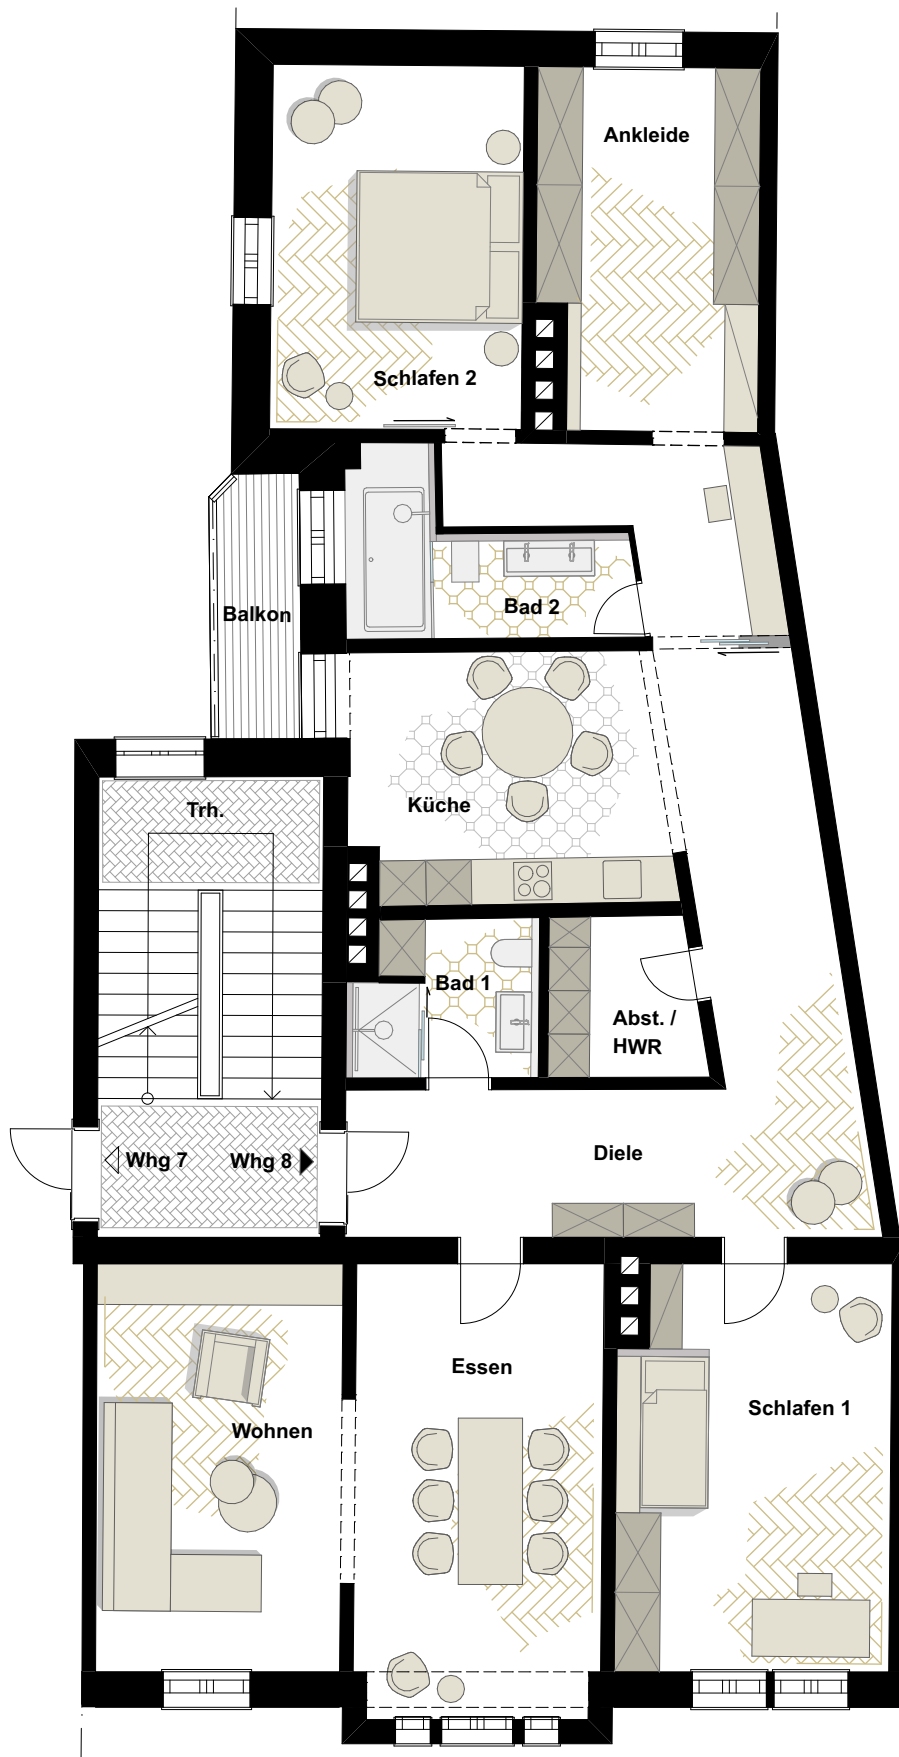 Ankleide
Schlafen 2
Bad 2
Balkon
Küche
Trh.
Bad 1
Abst. /
HWR
Whg 7
Whg 8
Diele
Essen
Wohnen
Schlafen 1